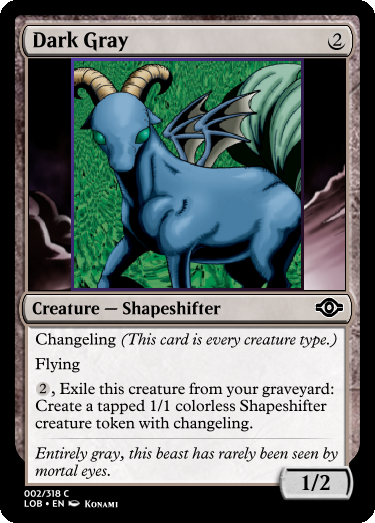 Dark Gray 2
Creature — Shapeshifter
Changeling (This card is every creature type.)
Flying
2, Exile this creature from your graveyard:
Create a tapped 1/1 colorless Shapeshifter
creature token with changeling.
Entirely gray, this beast has rarely been seen by
mortal eyes.
1/2
002/318 C
LOB • EN Konami